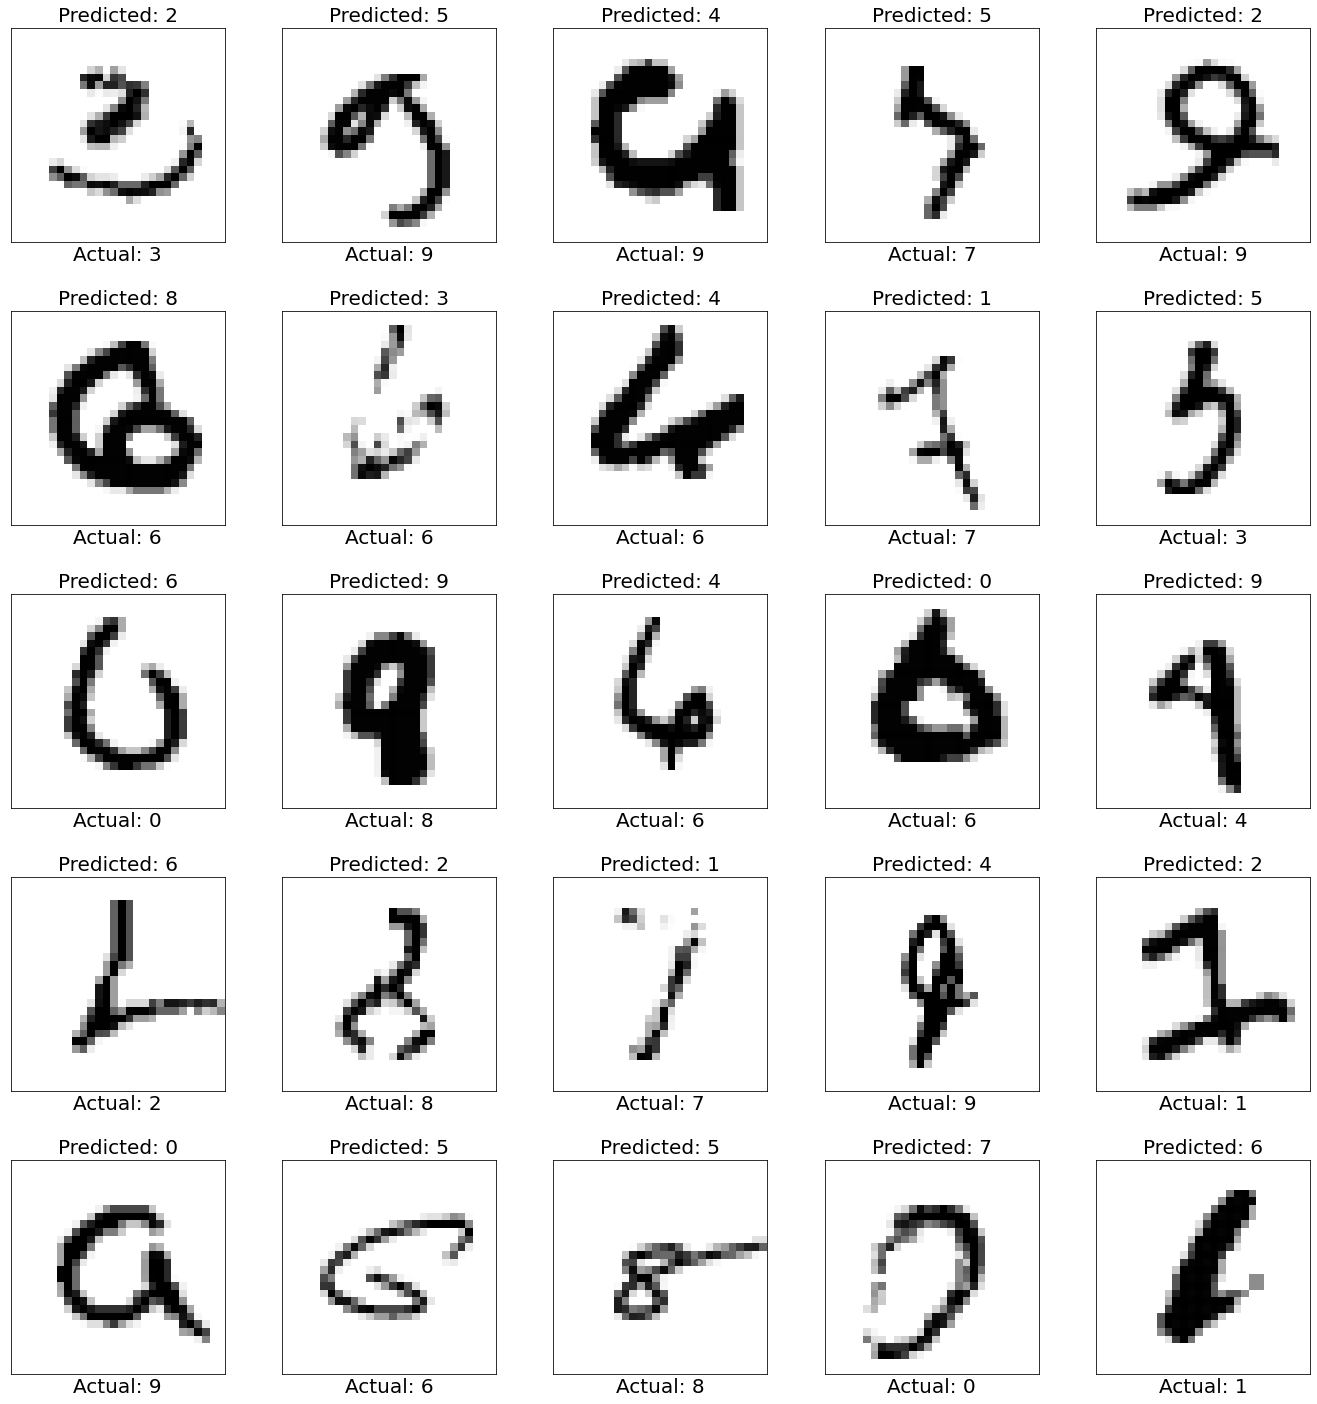 Predicted: 2 Predicted: 5 Predicted: 4 Predicted: 5 Predicted: 2
Actual: 3 Actual: 9 Actual: 9 Actual: 7 Actual: 9
Predicted: 8 Predicted: 3 Predicted: 4 Predicted: 1 Predicted: 5
Actual: 6 Actual: 6 Actual: 6 Actual: 7 Actual: 3
Predicted: 6 Predicted: 9 Predicted: 4 Predicted: 0 Predicted: 9
Actual: 0 Actual: 8 Actual: 6 Actual: 6 Actual: 4
Predicted: 6 Predicted: 2 Predicted: 1 Predicted: 4 Predicted: 2
Actual: 2 Actual: 8 Actual: 7 Actual: 9 Actual: 1
Predicted: 0 Predicted: 5 Predicted: 5 Predicted: 7 Predicted: 6
Actual: 9 Actual: 6 Actual: 8 Actual: 0 Actual: 1